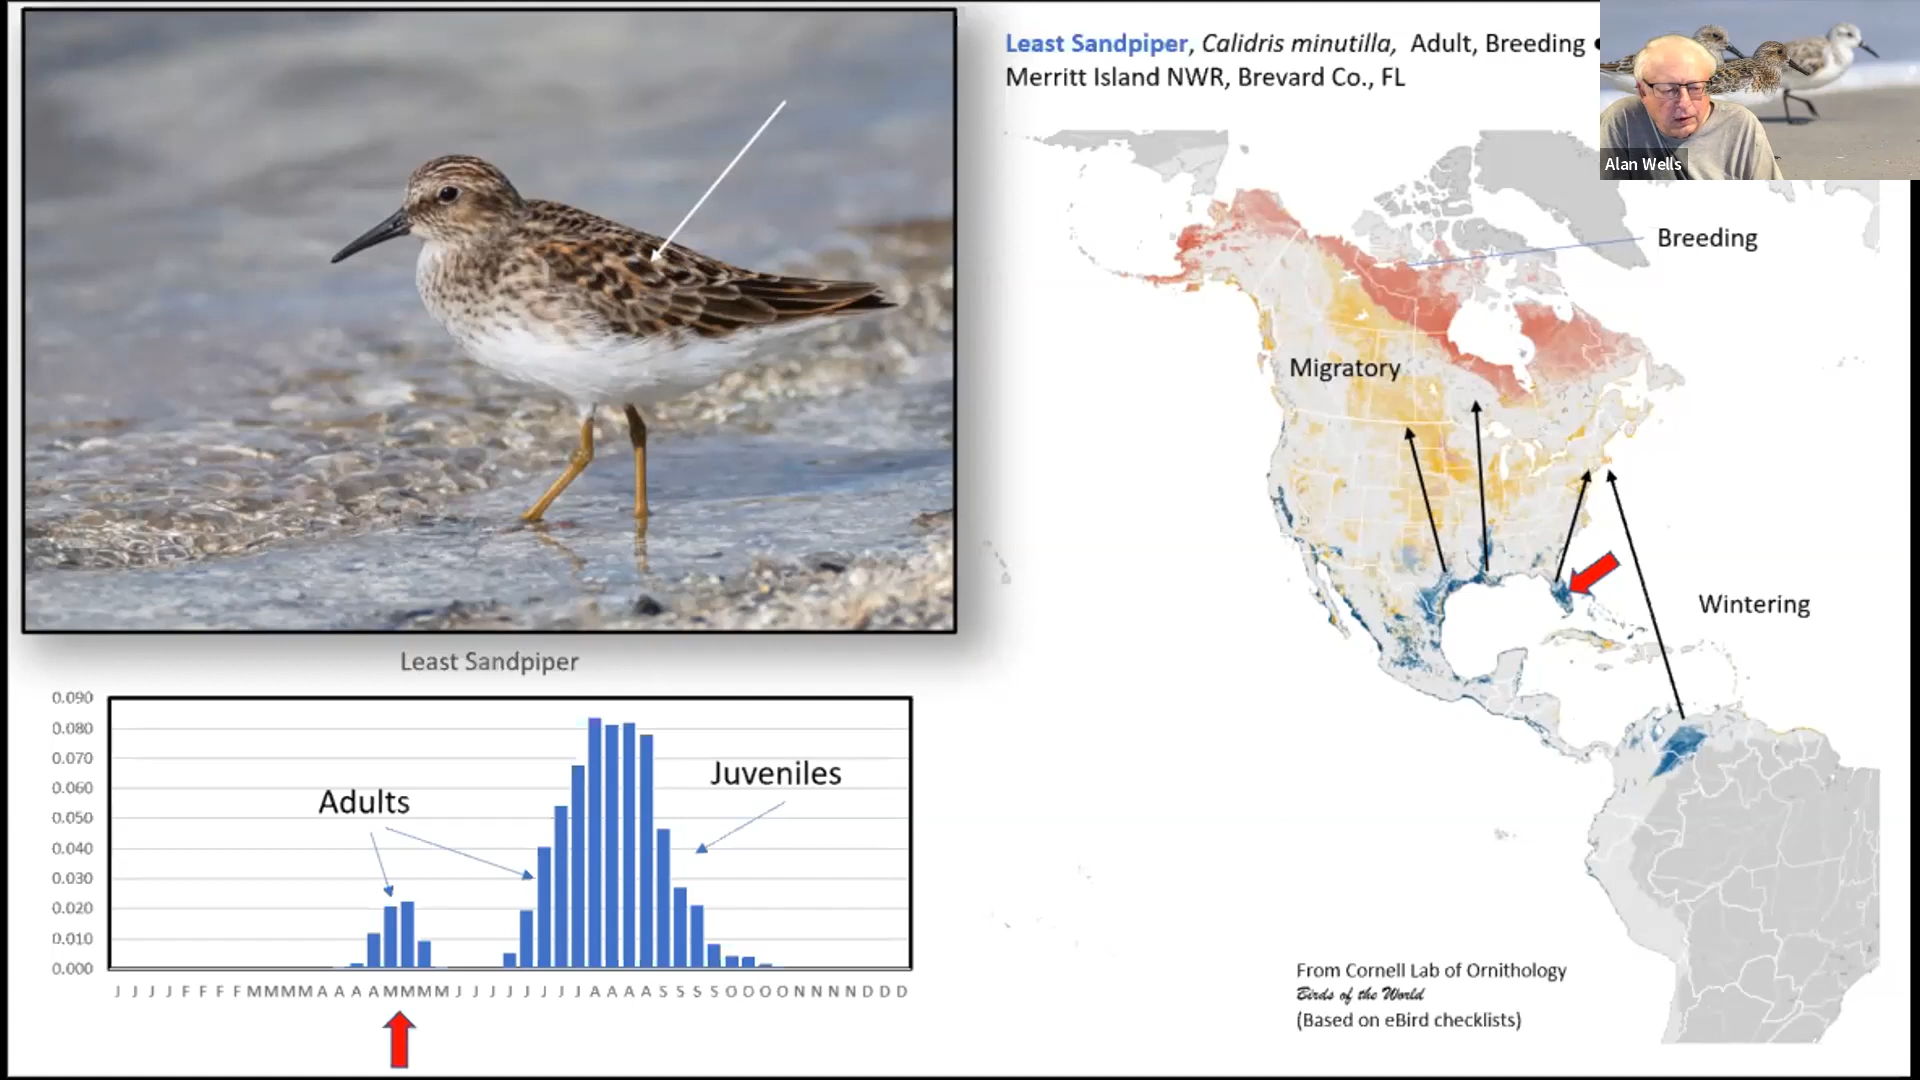 Least Sandpiper, Calidris minutilla, Adult, Breeding
Merritt Island NWR, Brevard Co., FL
Alan Wells
Breeding
Migratory
Wintering
Least Sandpiper
0.090
0.080
0.070
0.060
0.050
0.040
0.030
0.020
0.010
0.000
Adults
Juveniles
J J J J F F F F M M M M A A A A M M M M J J J J J J J J A A A A S S S S O O O O N N N N D D D D
From Cornell Lab of Ornithology
Birds of the World
(Based on eBird checklists)